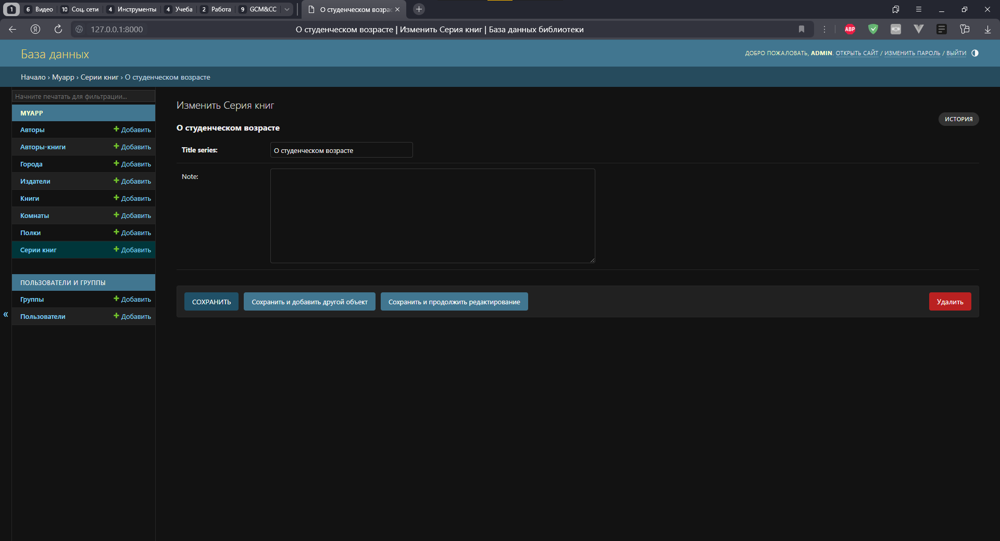 1 6 Видео 10 Соц. сети 4 Инструменты 4 Учеба 2 Работа 9 GCM&CC О студенческом возрас
127.0.0.1:8000 О студенческом возрасте | Изменить Серия книг | База данных библиотеки ABP
База данных
ДОБРО ПОЖАЛОВАТЬ, ADMIN. ОТКРЫТЬ САЙТ / ИЗМЕНИТЬ ПАРОЛЬ / ВЫЙТИ
Начало › Myapp › Серии книг › О студенческом возрасте
Начните печатать для фильтрации...
MYAPP
Авторы Добавить
Авторы-книги Добавить
Города Добавить
Издатели Добавить
Книги Добавить
Комнаты Добавить
Полки Добавить
Серии книг Добавить
ПОЛЬЗОВАТЕЛИ И ГРУППЫ
Группы Добавить
Пользователи Добавить
«
Изменить Серия книг
ИСТОРИЯ
О студенческом возрасте
Title series: О студенческом возрасте
Note:
СОХРАНИТЬ Сохранить и добавить другой объект Сохранить и продолжить редактирование Удалить